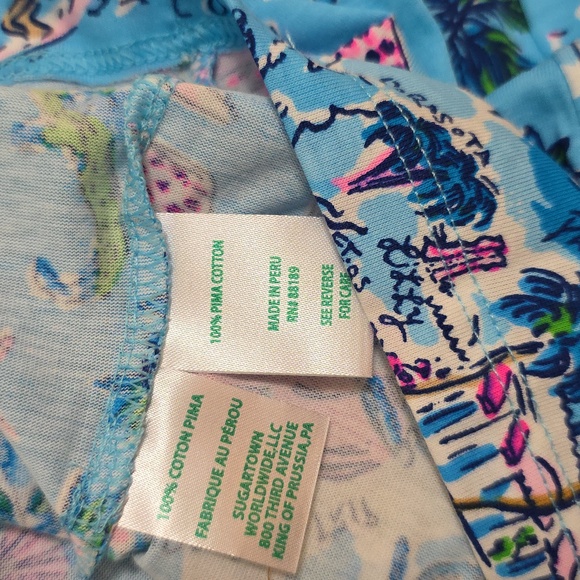 100% PIMA COTTON
MADE IN PERU
RN# 88189
SEE REVERSE
FOR CARE
100% COTON PIMA
FABRIQUE AU PÉROU
SUGARTOWN
WORLDWIDE,LLC
800 THIRD AVENUE
KING OF PRUSSIA,PA